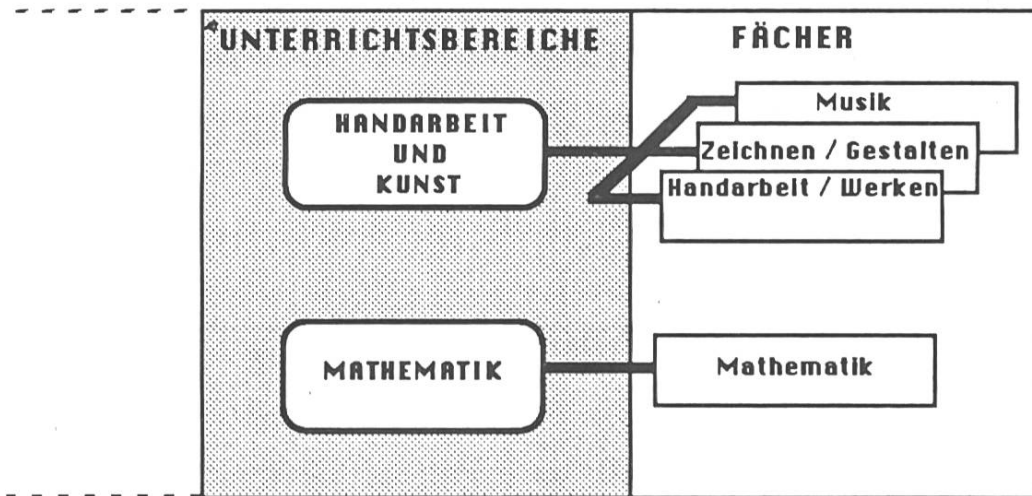 UNTERRICHTSBEREICHE
FÄCHER
HANDARBEIT
UND
KUNST
Musik
Zeichnen / Gestalten
Handarbeit / Werken
MATHEMATIK
Mathematik